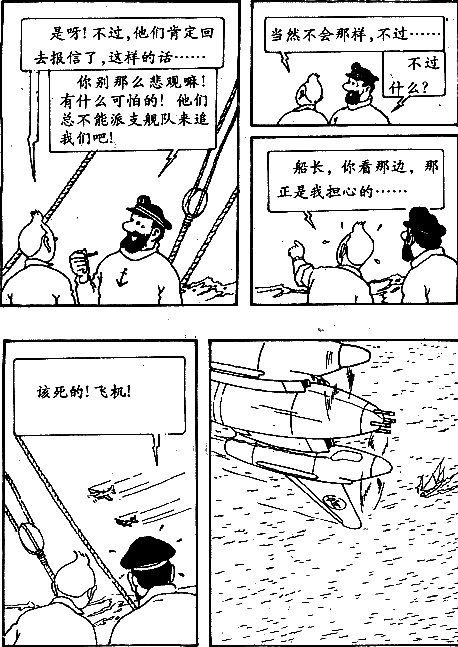 是呀！不过，他们肯定回
去报信了，这样的话……
你别那么悲观嘛！
有什么可怕的！他们
总不能派支舰队来追
我们吧！
当然不会那样，不过……
不过
什么？
船长，你看那边，那
正是我担心的……
该死的！飞机！